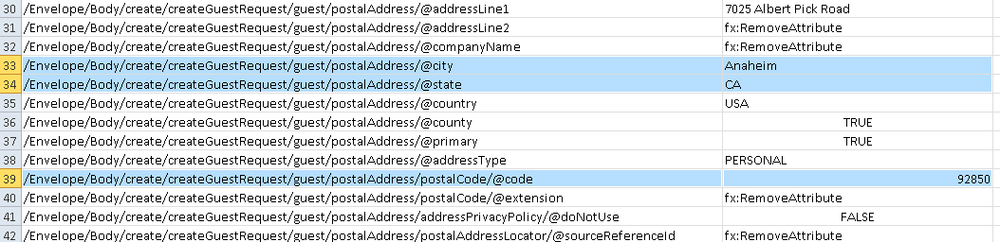 30 /Envelope/Body/create/createGuestRequest/guest/postalAddress/@addressLine1 7025 Albert Pick Road
31 /Envelope/Body/create/createGuestRequest/guest/postalAddress/@addressLine2 fx:RemoveAttribute
32 /Envelope/Body/create/createGuestRequest/guest/postalAddress/@companyName fx:RemoveAttribute
33 /Envelope/Body/create/createGuestRequest/guest/postalAddress/@city Anaheim
34 /Envelope/Body/create/createGuestRequest/guest/postalAddress/@state CA
35 /Envelope/Body/create/createGuestRequest/guest/postalAddress/@country USA
36 /Envelope/Body/create/createGuestRequest/guest/postalAddress/@county TRUE
37 /Envelope/Body/create/createGuestRequest/guest/postalAddress/@primary TRUE
38 /Envelope/Body/create/createGuestRequest/guest/postalAddress/@addressType PERSONAL
39 /Envelope/Body/create/createGuestRequest/guest/postalAddress/postalCode/@code 92850
40 /Envelope/Body/create/createGuestRequest/guest/postalAddress/postalCode/@extension fx:RemoveAttribute
41 /Envelope/Body/create/createGuestRequest/guest/postalAddress/addressPrivacyPolicy/@doNotUse FALSE
42 /Envelope/Body/create/createGuestRequest/guest/postalAddress/postalAddressLocator/@sourceReferenceId fx:RemoveAttribute